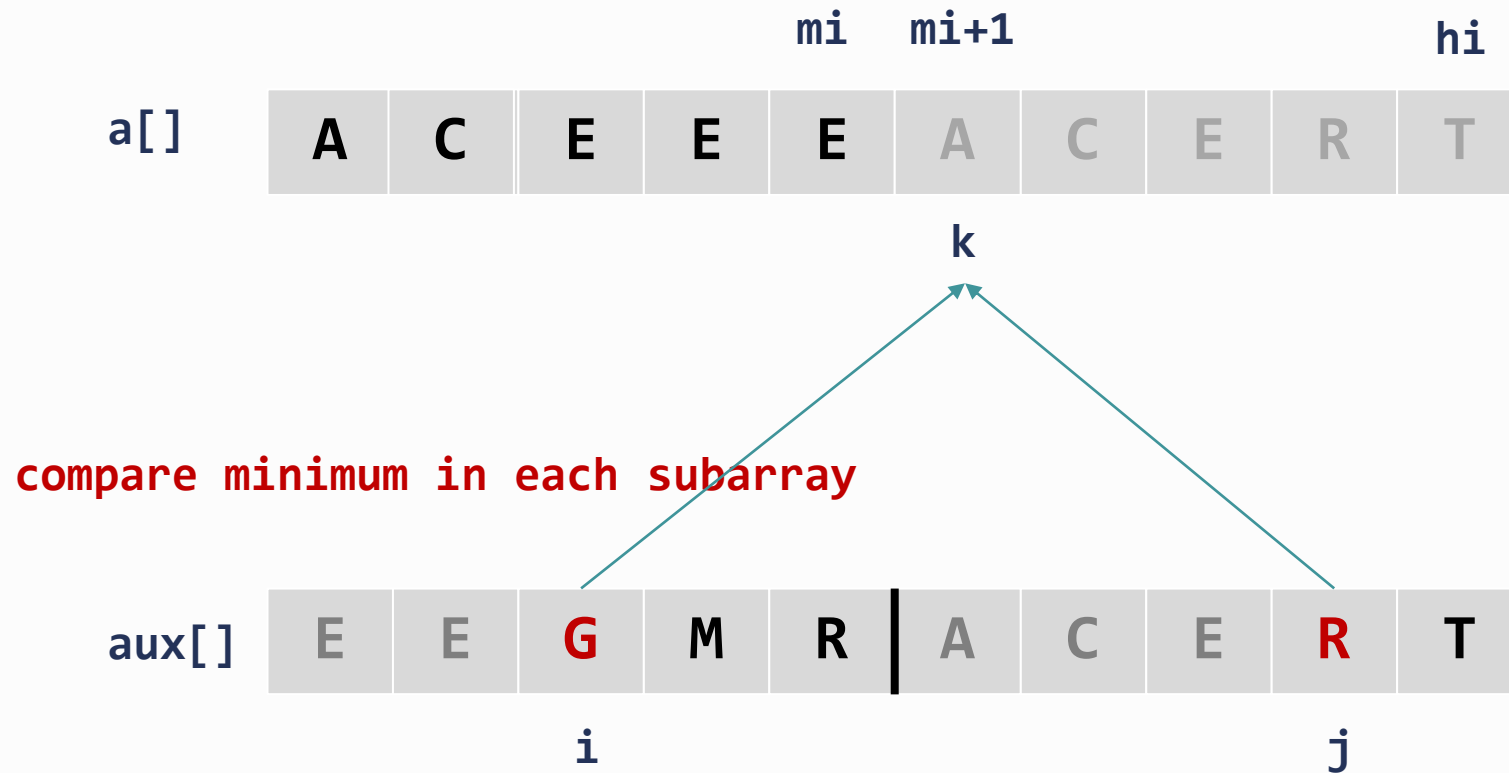 mi mi+1 hi
a[] A C E E E A C E R T
k
compare minimum in each subarray
aux[] E E G M R A C E R T
i j